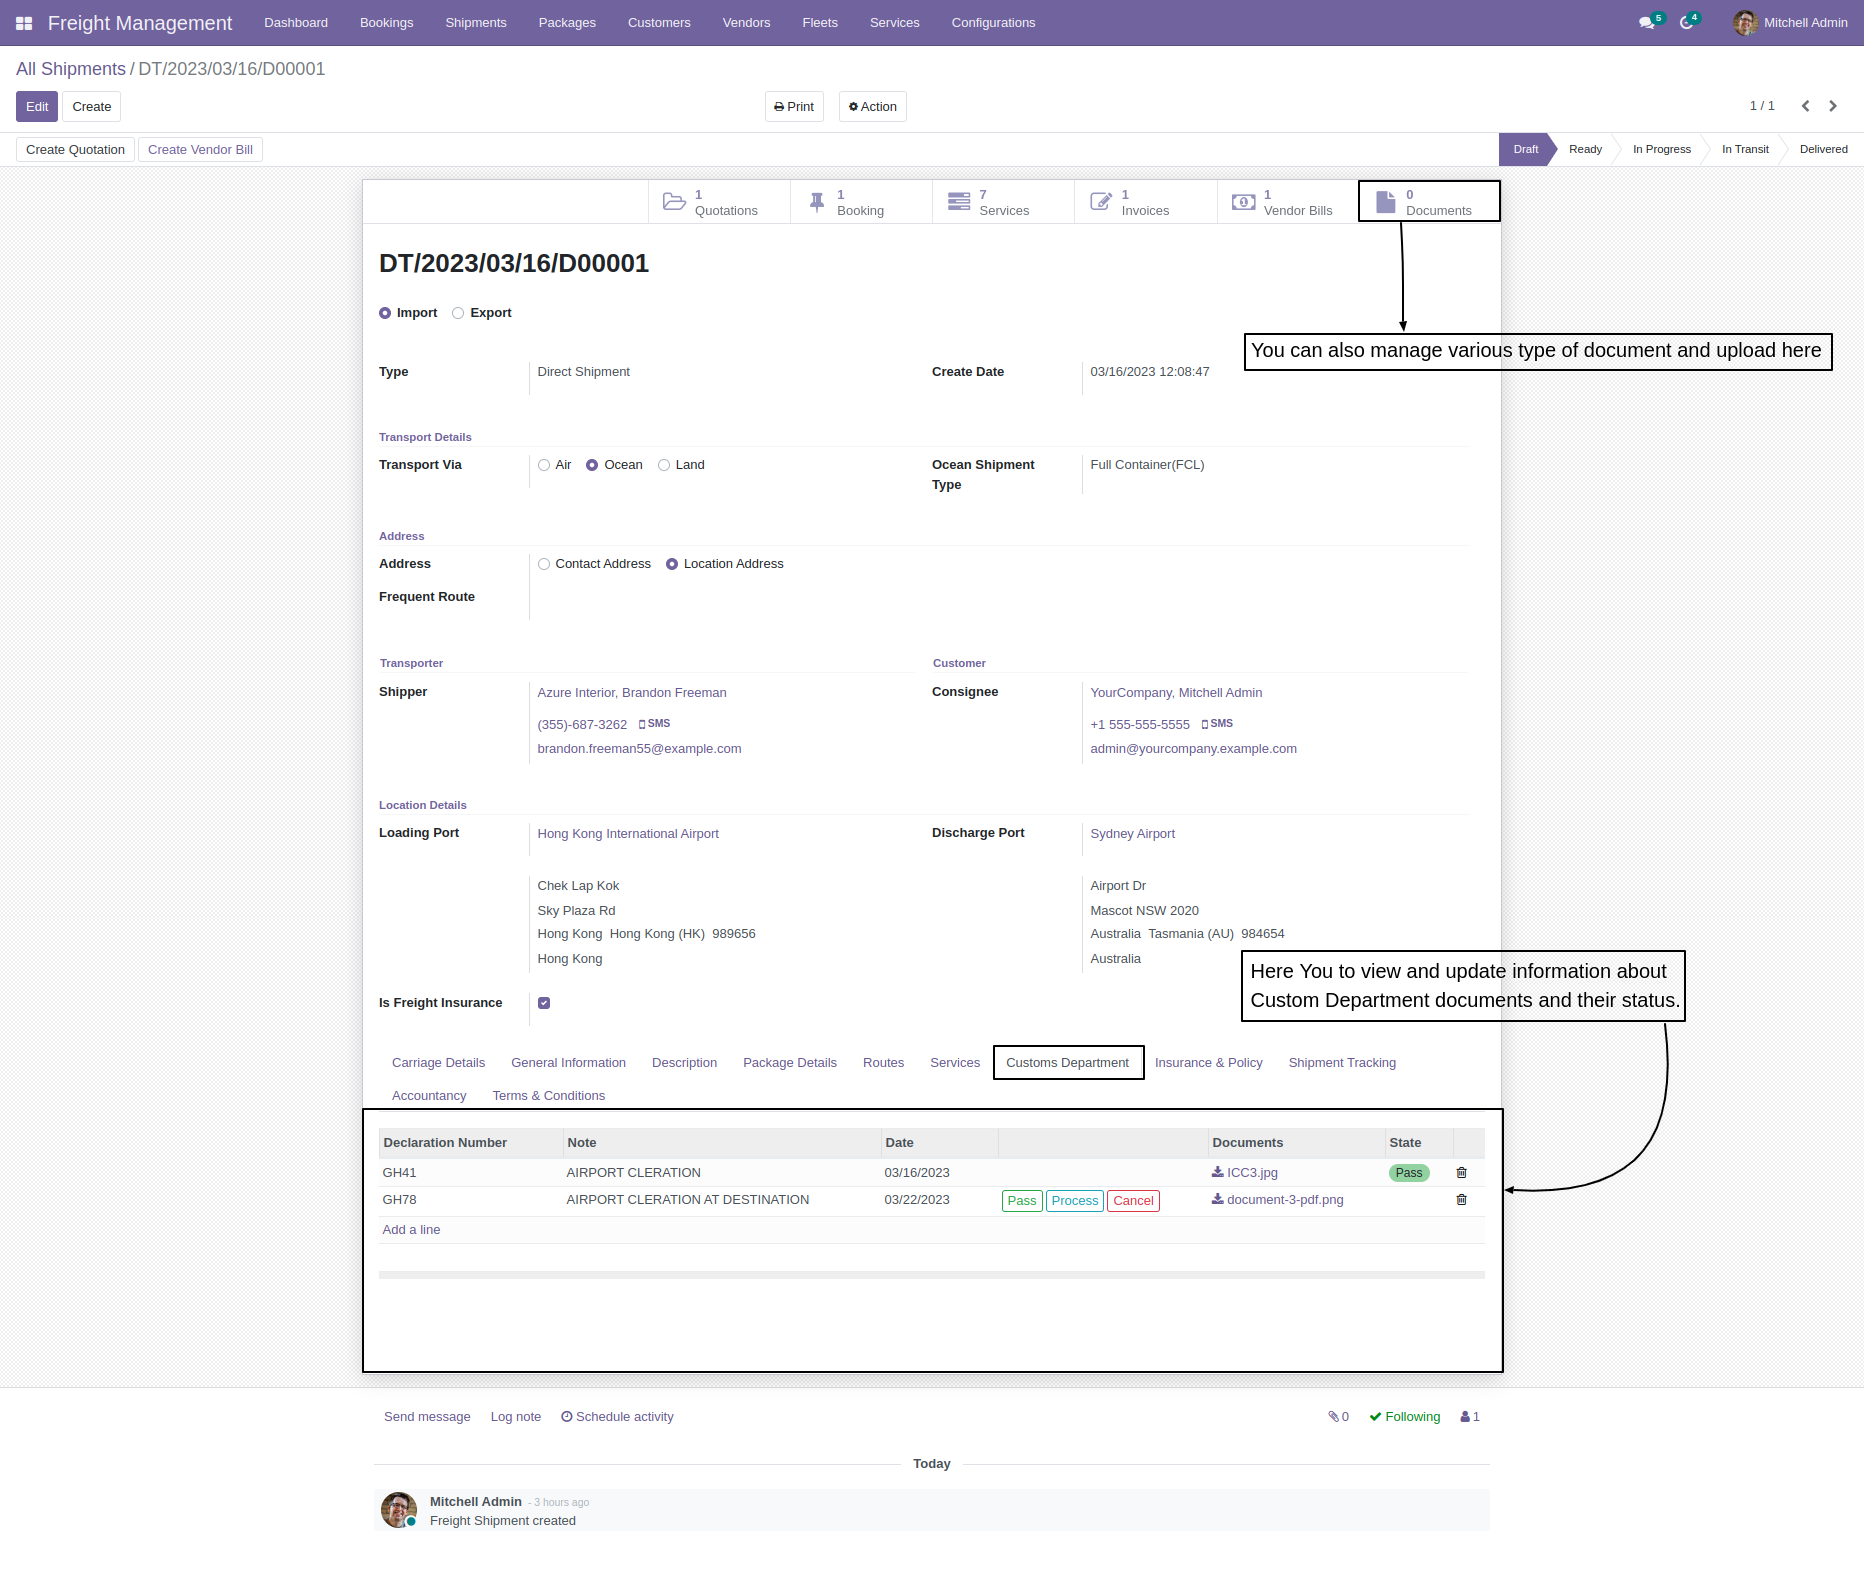 Freight Management Dashboard Bookings Shipments Packages Customers Vendors Fleets Services Configurations 5 4 Mitchell Admin
All Shipments / DT/2023/03/16/D00001
Edit Create Print Action 1 / 1
Create Quotation Create Vendor Bill Draft Ready In Progress In Transit Delivered
1 1 7 1 1 0
Quotations Booking Services Invoices Vendor Bills Documents
DT/2023/03/16/D00001
Import Export
You can also manage various type of document and upload here
Type Direct Shipment Create Date 03/16/2023 12:08:47
Transport Details
Transport Via Air Ocean Land Ocean Shipment Full Container(FCL)
Type
Address
Address Contact Address Location Address
Frequent Route
Transporter Customer
Shipper Azure Interior, Brandon Freeman Consignee YourCompany, Mitchell Admin
(355)-687-3262 SMS +1 555-555-5555 SMS
brandon.freeman55@example.com admin@yourcompany.example.com
Location Details
Loading Port Hong Kong International Airport Discharge Port Sydney Airport
Chek Lap Kok Airport Dr
Sky Plaza Rd Mascot NSW 2020
Hong Kong Hong Kong (HK) 989656 Australia Tasmania (AU) 984654
Hong Kong Australia
Here You to view and update information about
Custom Department documents and their status.
Is Freight Insurance
Carriage Details General Information Description Package Details Routes Services Customs Department Insurance & Policy Shipment Tracking
Accountancy Terms & Conditions
Declaration Number Note Date Documents State
GH41 AIRPORT CLERATION 03/16/2023 ICC3.jpg Pass
GH78 AIRPORT CLERATION AT DESTINATION 03/22/2023 Pass Process Cancel document-3-pdf.png
Add a line
Send message Log note Schedule activity 0 Following 1
Today
Mitchell Admin - 3 hours ago
Freight Shipment created